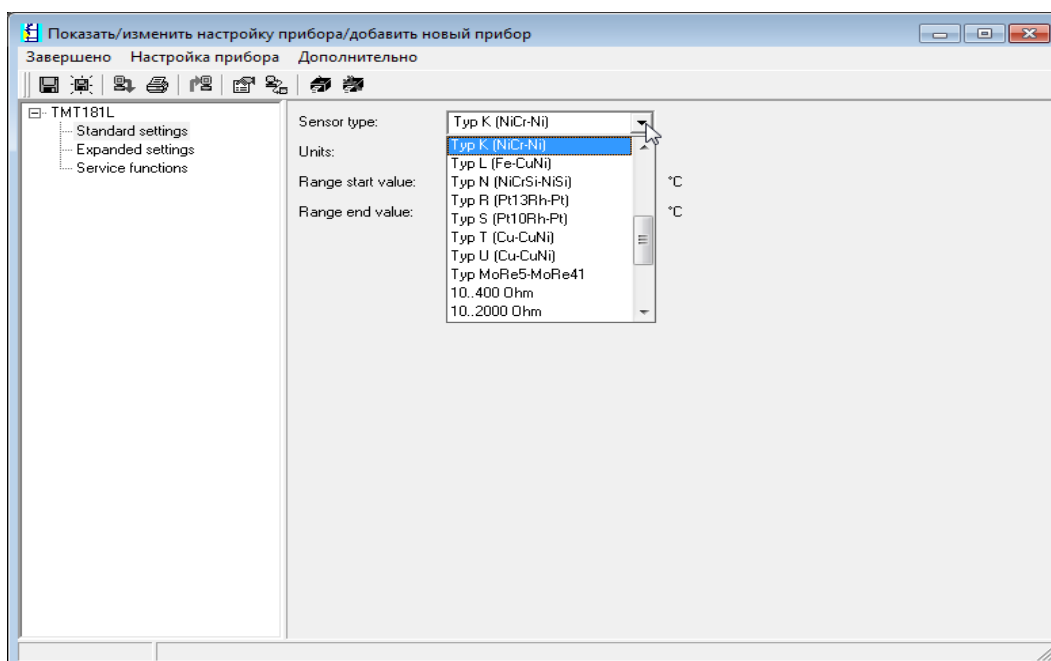 Показать/изменить настройку прибора/добавить новый прибор
Завершено Настройка прибора Дополнительно
TMT181L
Standard settings
Expanded settings
Service functions
Sensor type: Typ K (NiCr-Ni)
Units:
Range start value: °C
Range end value: °C
Typ K (NiCr-Ni)
Typ L (Fe-CuNi)
Typ N (NiCrSi-NiSi)
Typ R (Pt13Rh-Pt)
Typ S (Pt10Rh-Pt)
Typ T (Cu-CuNi)
Typ U (Cu-CuNi)
Typ MoRe5-MoRe41
10..400 Ohm
10..2000 Ohm